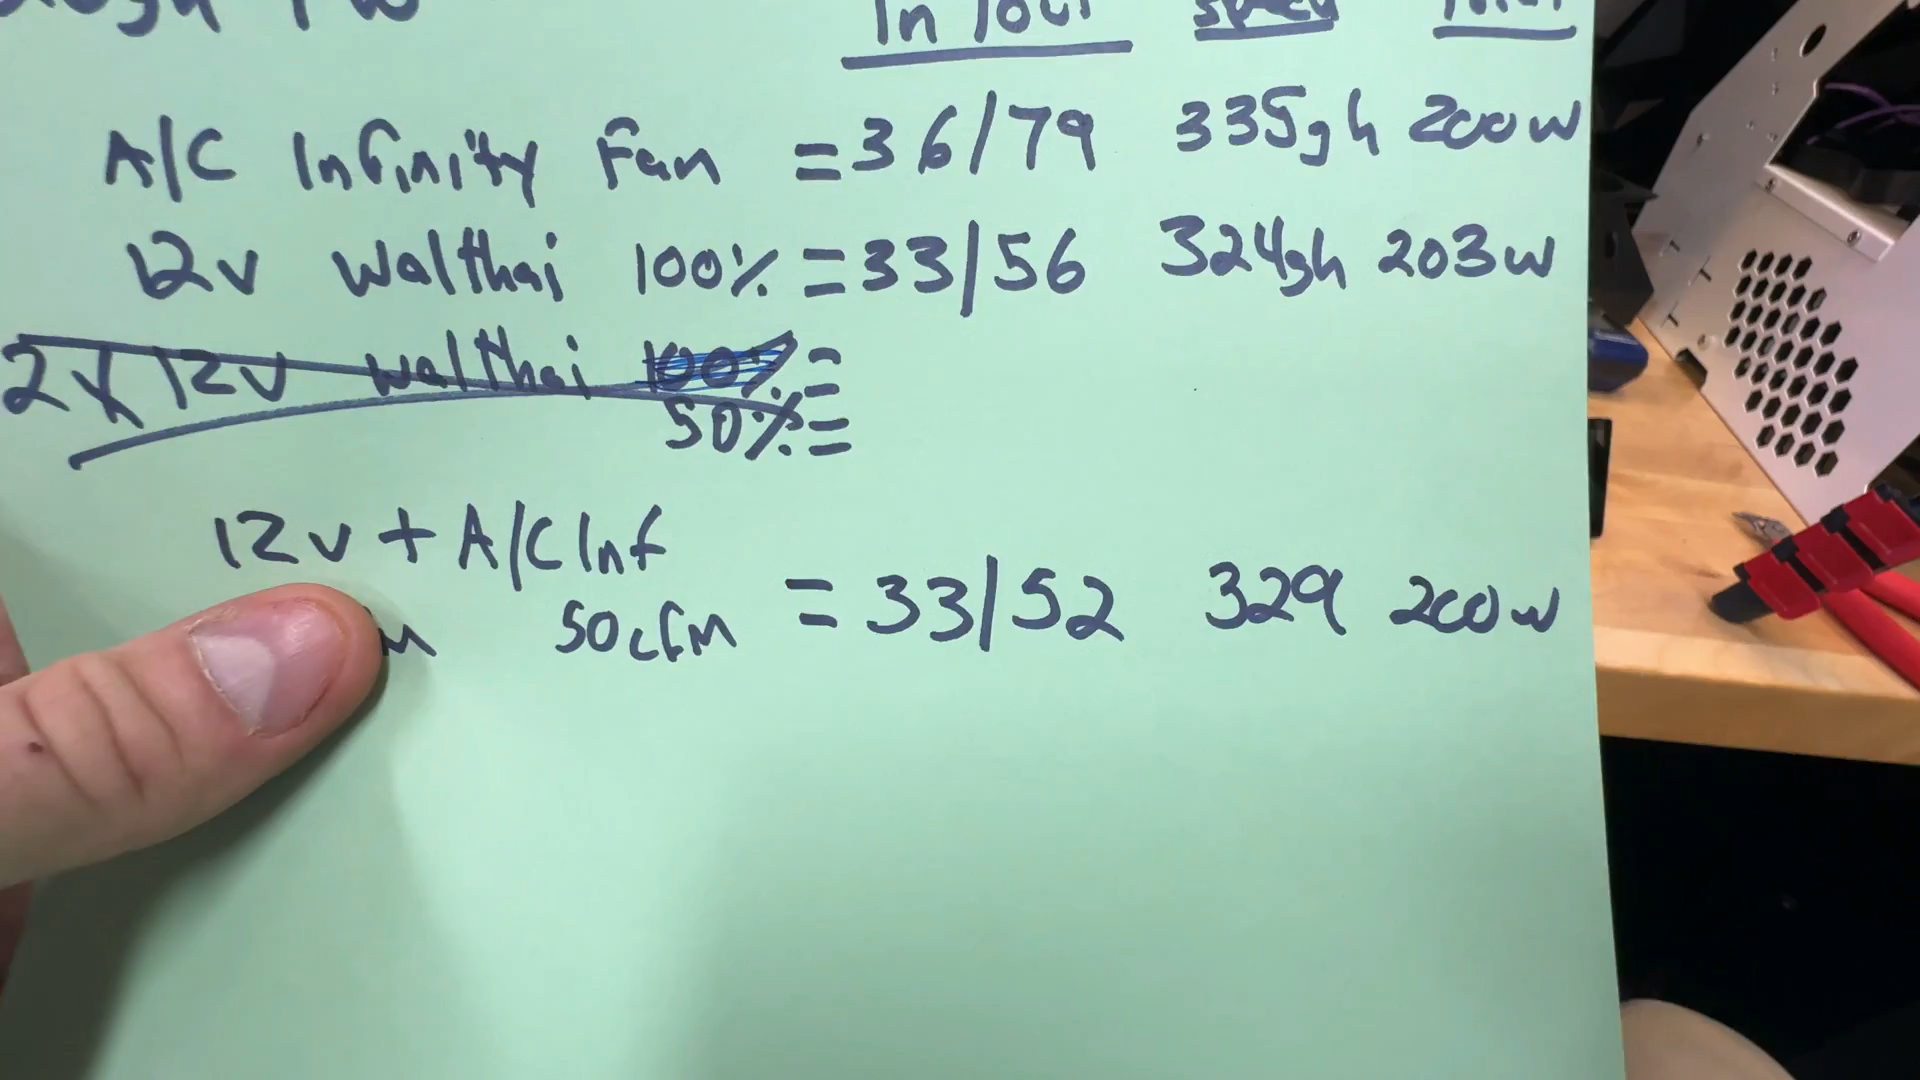 In/out
A/C Infinity Fan = 36/79 335gh 200w
12v Walthai 100% = 33/56 324gh 203w
2X 12v walthai 100% =
50% =
12v + A/C Inf
50cfm = 33/52 329 200w